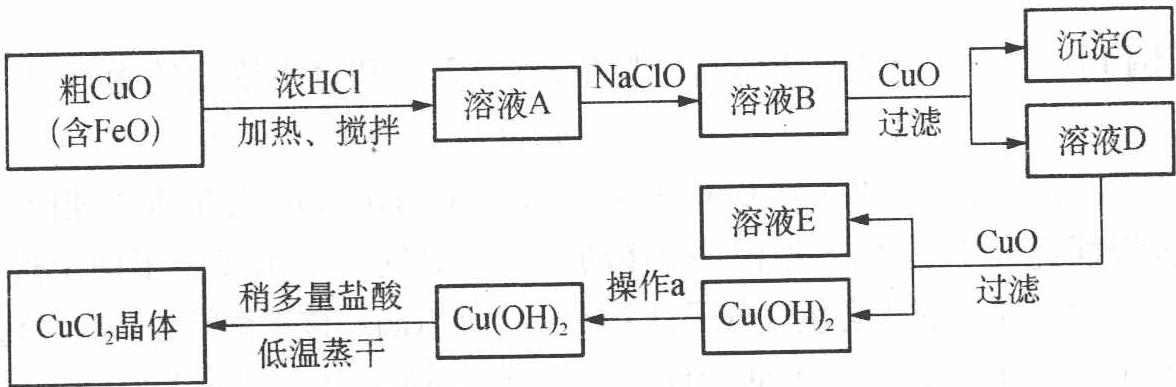 粗CuO
(含FeO)
浓HCl
加热、搅拌
溶液A
NaClO
溶液B
CuO
过滤
沉淀C
溶液D
CuO
过滤
溶液E
Cu(OH)₂
操作a
Cu(OH)₂
稍多量盐酸
低温蒸干
CuCl₂晶体